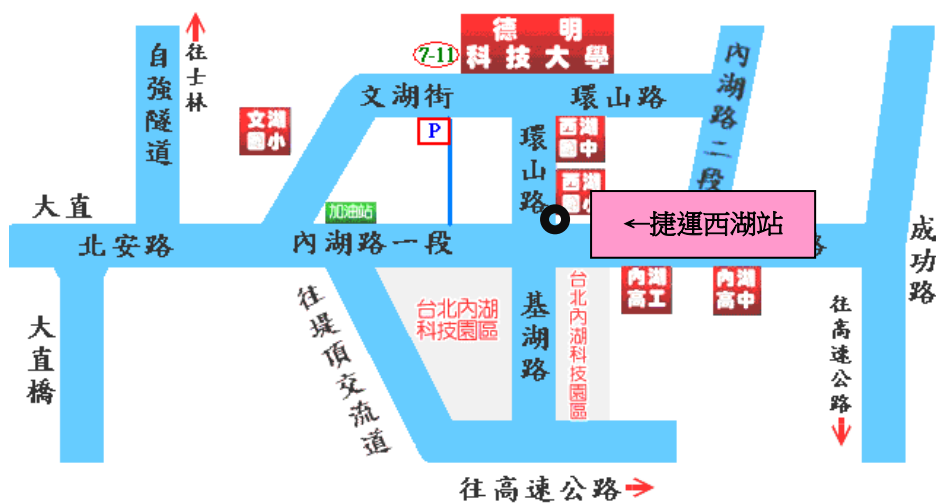 德明
科技大學
7-11
往士林
自強隧道
文湖街
環山路
內湖路二段
文湖
國小
P
環山路
西湖
國中
西湖
國小
大直
加油站
←捷運西湖站
北安路
內湖路一段
路
成功路
內湖
高工
內湖
高中
往堤頂交流道
台北內湖
科技園區
基湖路
台北內湖科技園區
大直橋
往高速公路
往高速公路